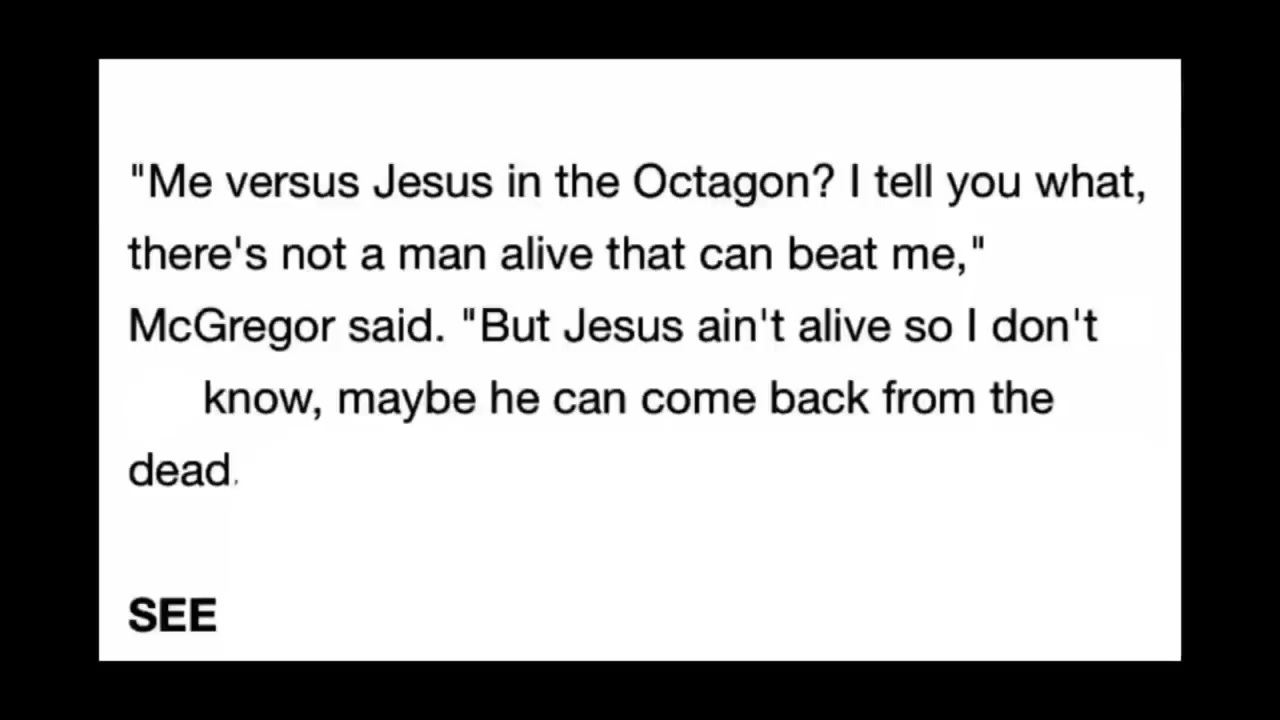 "Me versus Jesus in the Octagon? I tell you what,
there's not a man alive that can beat me,"
McGregor said. "But Jesus ain't alive so I don't
know, maybe he can come back from the
dead.
SEE